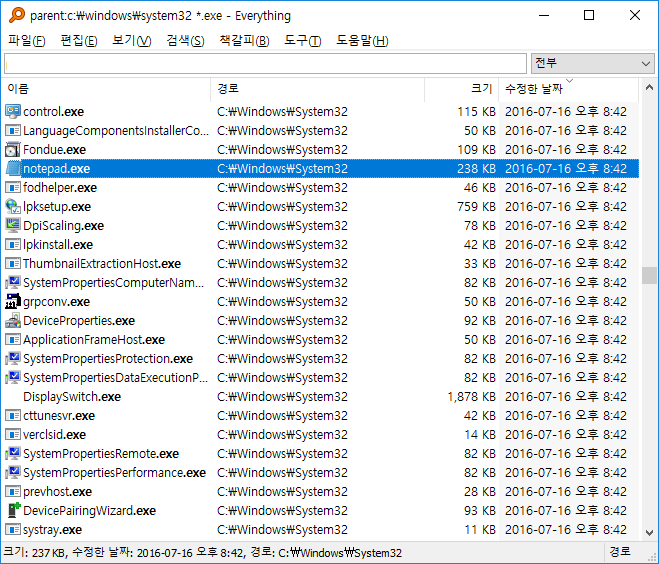 parent:c:₩windows₩system32 *.exe - Everything
파일(F) 편집(E) 보기(V) 검색(S) 책갈피(B) 도구(T) 도움말(H)
전부
이름 경로 크기 수정한 날짜
control.exe C:₩Windows₩System32 115 KB 2016-07-16 오후 8:42
LanguageComponentsInstallerCo... C:₩Windows₩System32 50 KB 2016-07-16 오후 8:42
Fondue.exe C:₩Windows₩System32 109 KB 2016-07-16 오후 8:42
notepad.exe C:₩Windows₩System32 238 KB 2016-07-16 오후 8:42
fodhelper.exe C:₩Windows₩System32 46 KB 2016-07-16 오후 8:42
lpksetup.exe C:₩Windows₩System32 759 KB 2016-07-16 오후 8:42
DpiScaling.exe C:₩Windows₩System32 78 KB 2016-07-16 오후 8:42
lpkinstall.exe C:₩Windows₩System32 42 KB 2016-07-16 오후 8:42
ThumbnailExtractionHost.exe C:₩Windows₩System32 33 KB 2016-07-16 오후 8:42
SystemPropertiesComputerNam... C:₩Windows₩System32 82 KB 2016-07-16 오후 8:42
grpconv.exe C:₩Windows₩System32 50 KB 2016-07-16 오후 8:42
DeviceProperties.exe C:₩Windows₩System32 92 KB 2016-07-16 오후 8:42
ApplicationFrameHost.exe C:₩Windows₩System32 50 KB 2016-07-16 오후 8:42
SystemPropertiesProtection.exe C:₩Windows₩System32 82 KB 2016-07-16 오후 8:42
SystemPropertiesDataExecutionP... C:₩Windows₩System32 82 KB 2016-07-16 오후 8:42
DisplaySwitch.exe C:₩Windows₩System32 1,878 KB 2016-07-16 오후 8:42
cttunesvr.exe C:₩Windows₩System32 42 KB 2016-07-16 오후 8:42
verclsid.exe C:₩Windows₩System32 14 KB 2016-07-16 오후 8:42
SystemPropertiesRemote.exe C:₩Windows₩System32 82 KB 2016-07-16 오후 8:42
SystemPropertiesPerformance.exe C:₩Windows₩System32 82 KB 2016-07-16 오후 8:42
prevhost.exe C:₩Windows₩System32 28 KB 2016-07-16 오후 8:42
DevicePairingWizard.exe C:₩Windows₩System32 93 KB 2016-07-16 오후 8:42
systray.exe C:₩Windows₩System32 11 KB 2016-07-16 오후 8:42
크기: 237 KB, 수정한 날짜: 2016-07-16 오후 8:42, 경로: C:₩Windows₩System32 경로